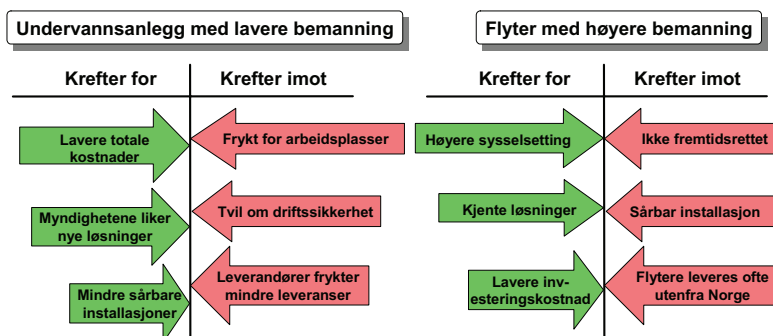 Undervannsanlegg med lavere bemanning
Krefter for
Krefter imot
Lavere totale
kostnader
Frykt for arbeidsplasser
Myndighetene liker
nye løsninger
Tvil om driftssikkerhet
Mindre sårbare
installasjoner
Leverandører frykter
mindre leveranser
Flyter med høyere bemanning
Krefter for
Krefter imot
Høyere sysselsetting
Ikke fremtidsrettet
Kjente løsninger
Sårbar installasjon
Lavere inv-
esteringskostnad
Flytere leveres ofte
utenfra Norge